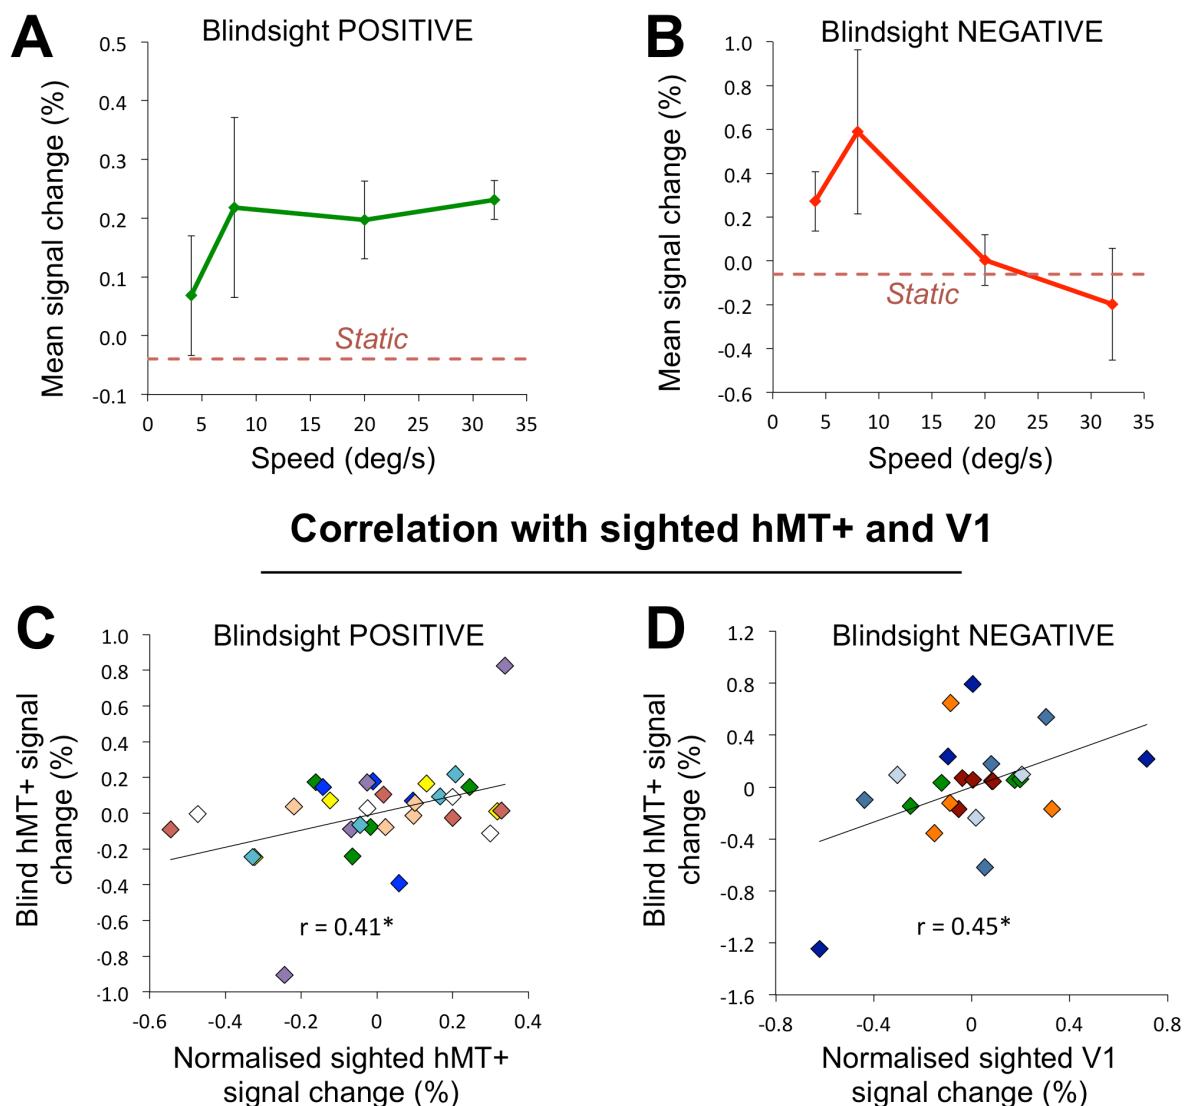 A
Blindsight POSITIVE
Mean signal change (%)
0.5
0.4
0.3
0.2
0.1
0.0
-0.1
Static
0 5 10 15 20 25 30 35
Speed (deg/s)
B
Blindsight NEGATIVE
Mean signal change (%)
1.0
0.8
0.6
0.4
0.2
0.0
-0.2
-0.4
-0.6
Static
0 5 10 15 20 25 30 35
Speed (deg/s)
Correlation with sighted hMT+ and V1
C
Blindsight POSITIVE
Blind hMT+ signal
change (%)
1.0
0.8
0.6
0.4
0.2
0.0
-0.2
-0.4
-0.6
-0.8
-1.0
r = 0.41*
-0.6 -0.4 -0.2 0 0.2 0.4
Normalised sighted hMT+
signal change (%)
D
Blindsight NEGATIVE
Blind hMT+ signal
change (%)
1.2
0.8
0.4
0
-0.4
-0.8
-1.2
-1.6
r = 0.45*
-0.8 -0.4 0 0.4 0.8
Normalised sighted V1
signal change (%)